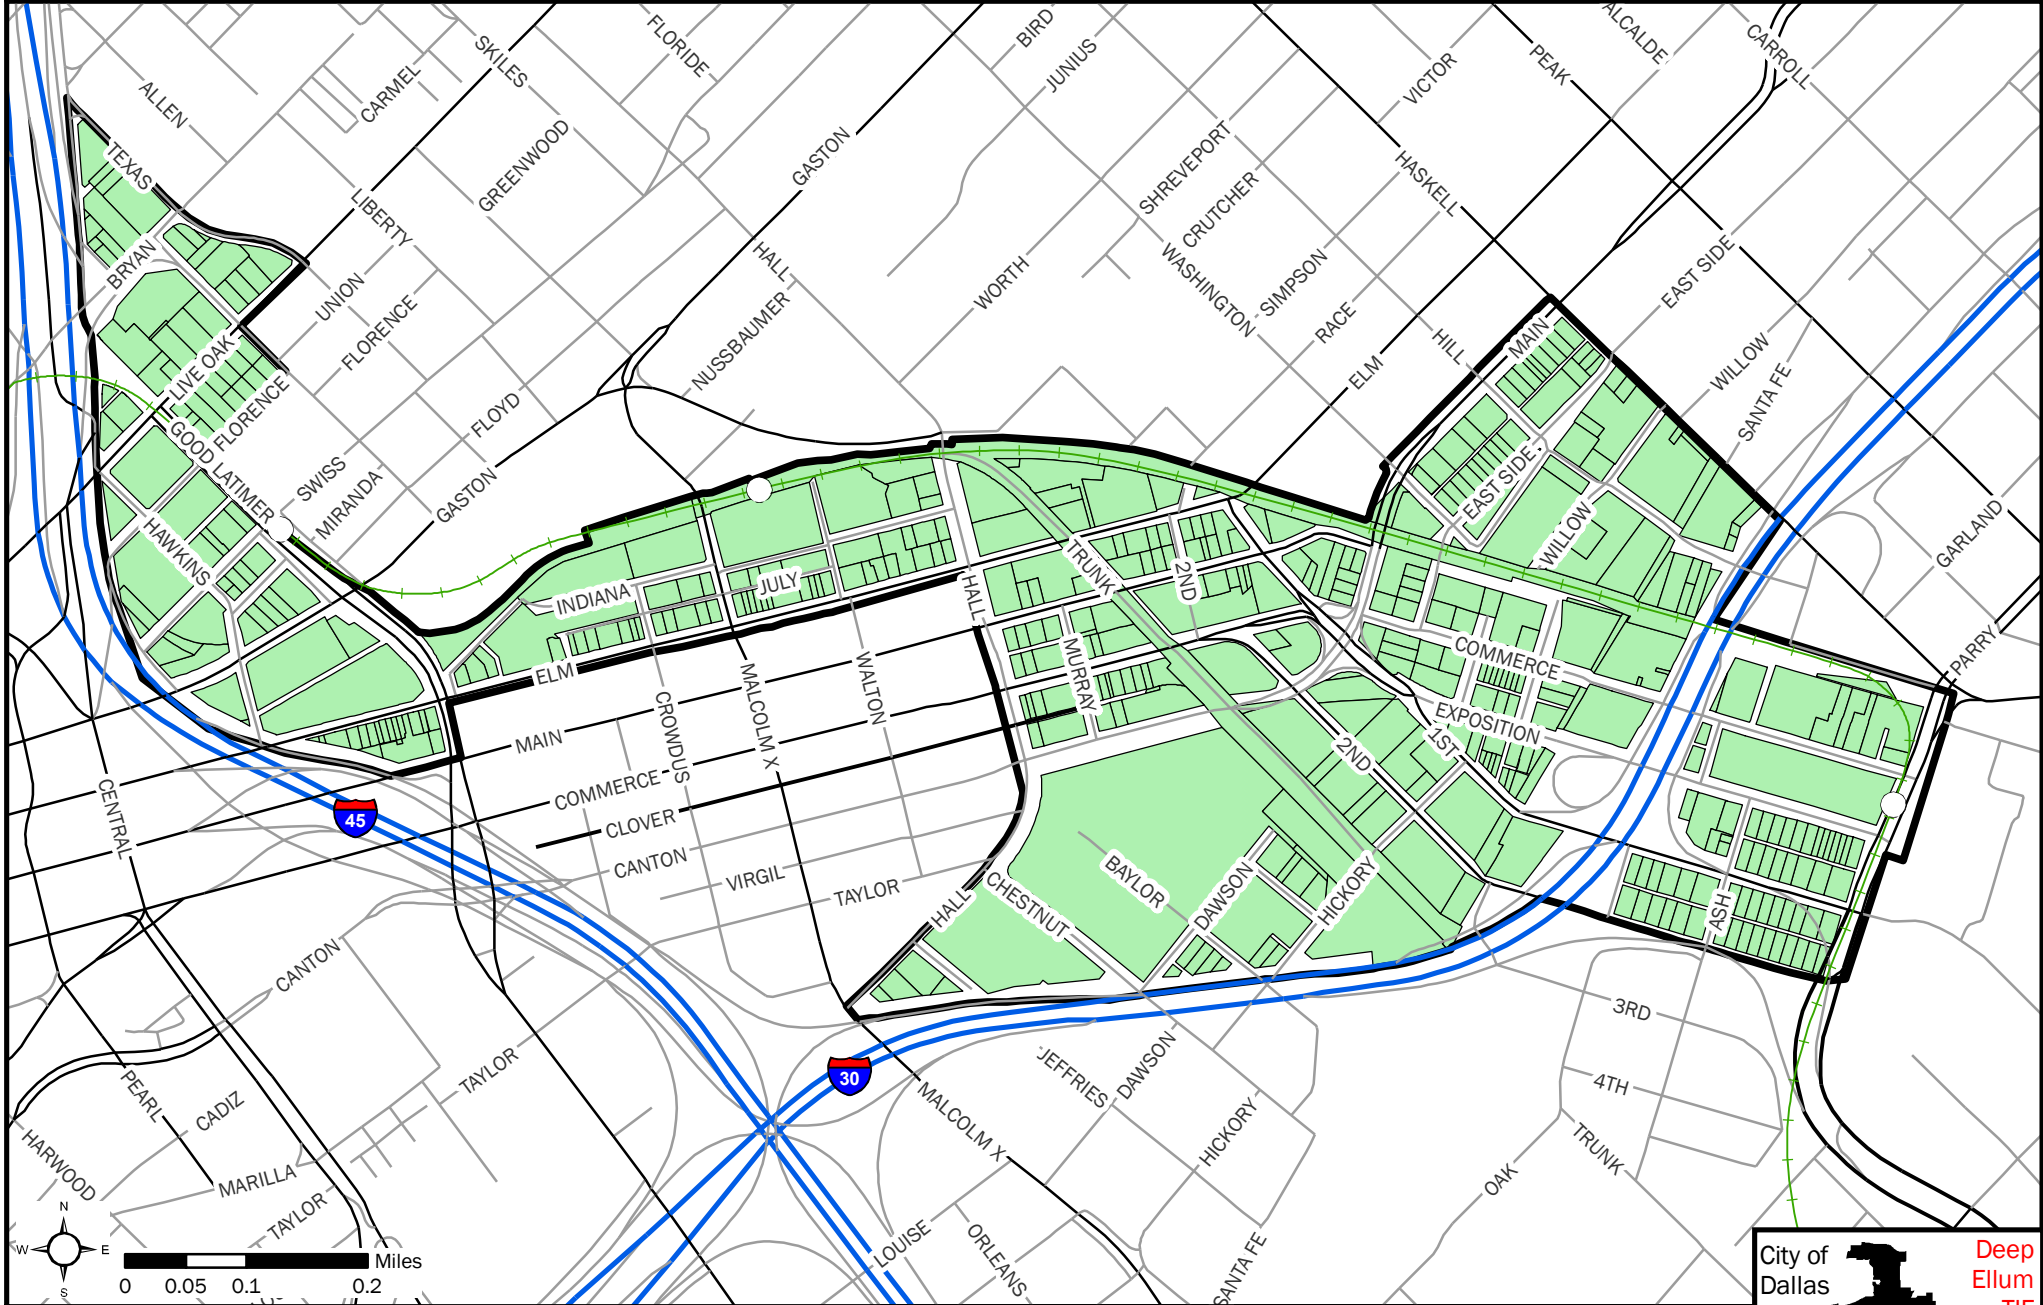 ALLEN
CARMEL
SKILES
FLORIDE
BIRD
JUNIUS
VICTOR
PEAK
ALCALDE
CARROLL
TEXAS
GREENWOOD
GASTON
SHREVEPORT
CRUTCHER
HASKELL
LIBERTY
BRYAN
UNION
FLORENCE
HALL
NUSSBAUMER
WORTH
WASHINGTON
SIMPSON
RACE
EAST SIDE
HILL
MAIN
ELM
WILLOW
SANTA FE
LIVE OAK
FLORENCE
GOOD LATIMER
SWISS
MIRANDA
FLOYD
GASTON
HAWKINS
EAST SIDE
WILLOW
GARLAND
INDIANA
JULY
TRUNK
2ND
HALL
MURRAY
COMMERCE
PARRY
ELM
MAIN
CROWDUS
MALCOLM X
WALTON
EXPOSITION
1ST
2ND
CENTRAL
45
COMMERCE
CLOVER
CANTON
VIRGIL
TAYLOR
HALL
CHESTNUT
BAYLOR
DAWSON
HICKORY
ASH
CANTON
3RD
4TH
TRUNK
30
PEARL
CADIZ
TAYLOR
HARWOOD
MARILLA
TAYLOR
MALCOLM X
JEFFRIES
DAWSON
HICKORY
OAK
LOUISE
ORLEANS
SANTA FE
N
W E
S
Miles
0 0.05 0.1 0.2
City of
Dallas
Deep
Ellum
TIF